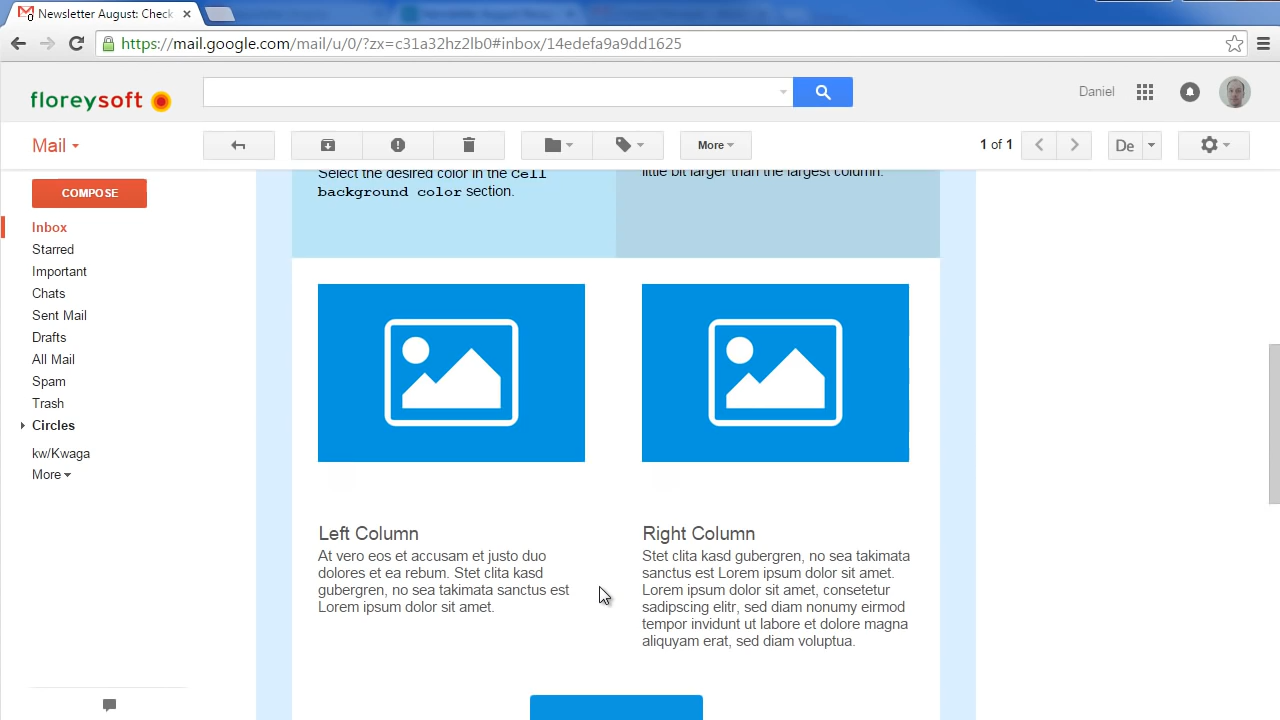 Newsletter August: Check
https://mail.google.com/mail/u/0/?zx=c31a32hz2lb0#inbox/14edefa9a9dd1625
floreysoft
Daniel
Mail
More
1 of 1
De
COMPOSE
Inbox
Starred
Important
Chats
Sent Mail
Drafts
All Mail
Spam
Trash
Circles
kw/Kwaga
More
Select the desired color in the Cell
background color section.
little bit larger than the largest column.
Left Column
At vero eos et accusam et justo duo
dolores et ea rebum. Stet clita kasd
gubergren, no sea takimata sanctus est
Lorem ipsum dolor sit amet.
Right Column
Stet clita kasd gubergren, no sea takimata
sanctus est Lorem ipsum dolor sit amet.
Lorem ipsum dolor sit amet, consetetur
sadipscing elitr, sed diam nonumy eirmod
tempor invidunt ut labore et dolore magna
aliquyam erat, sed diam voluptua.